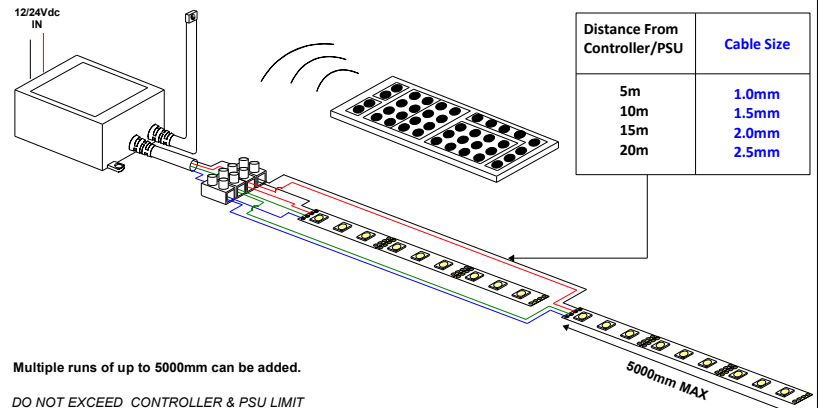 12/24Vdc
IN
Distance From
Controller/PSU
Cable Size
5m
1.0mm
10m
1.5mm
15m
2.0mm
20m
2.5mm
5000mm MAX
Multiple runs of up to 5000mm can be added.
DO NOT EXCEED CONTROLLER & PSU LIMIT